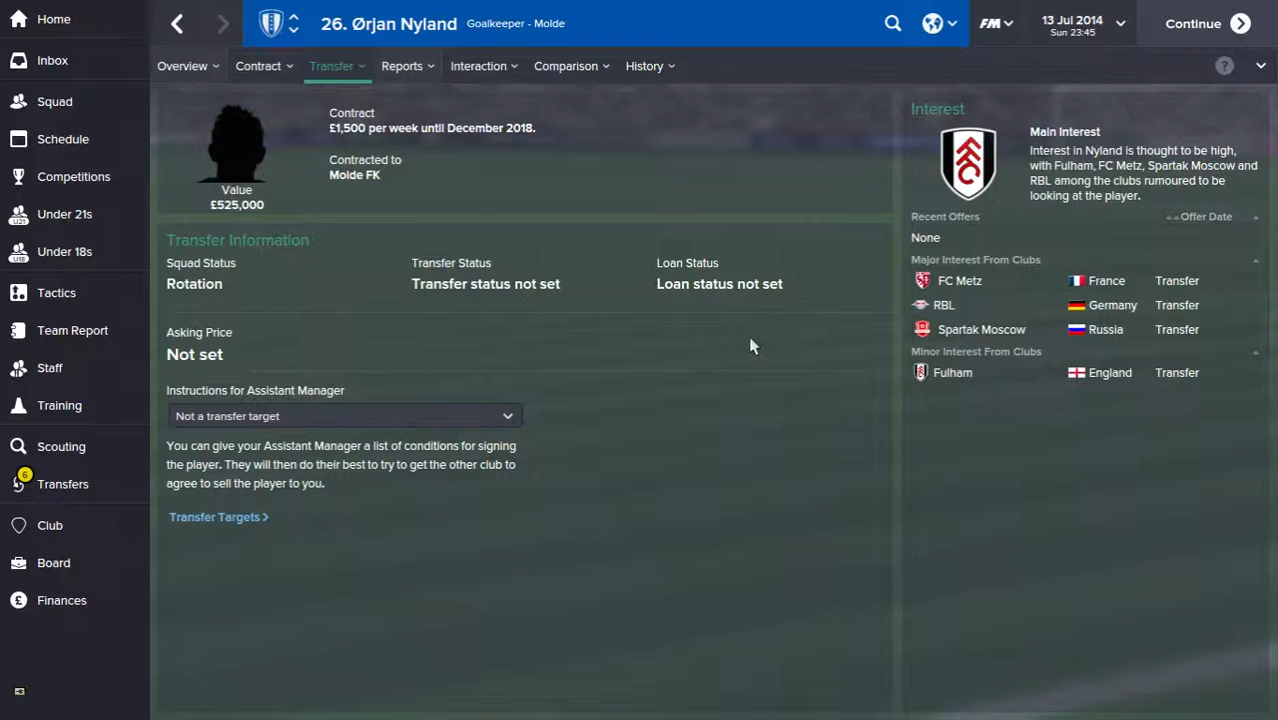 Home
Inbox
Squad
Schedule
Competitions
U21
Under 21s
U18
Under 18s
Tactics
Team Report
Staff
Training
Scouting
6
Transfers
Club
Board
£
Finances
26. Ørjan Nyland
Goalkeeper - Molde
FM
13 Jul 2014
Sun 23:45
Continue
Overview
Contract
Transfer
Reports
Interaction
Comparison
History
?
Value
£525,000
Contract
£1,500 per week until December 2018.
Contracted to
Molde FK
Transfer Information
Squad Status
Rotation
Transfer Status
Transfer status not set
Loan Status
Loan status not set
Asking Price
Not set
Instructions for Assistant Manager
Not a transfer target
You can give your Assistant Manager a list of conditions for signing
the player. They will then do their best to try to get the other club to
agree to sell the player to you.
Transfer Targets >
Interest
FFC
Main Interest
Interest in Nyland is thought to be high,
with Fulham, FC Metz, Spartak Moscow and
RBL among the clubs rumoured to be
looking at the player.
Recent Offers
Offer Date
None
Major Interest From Clubs
FC Metz France Transfer
RBL Germany Transfer
Spartak Moscow Russia Transfer
Minor Interest From Clubs
Fulham England Transfer